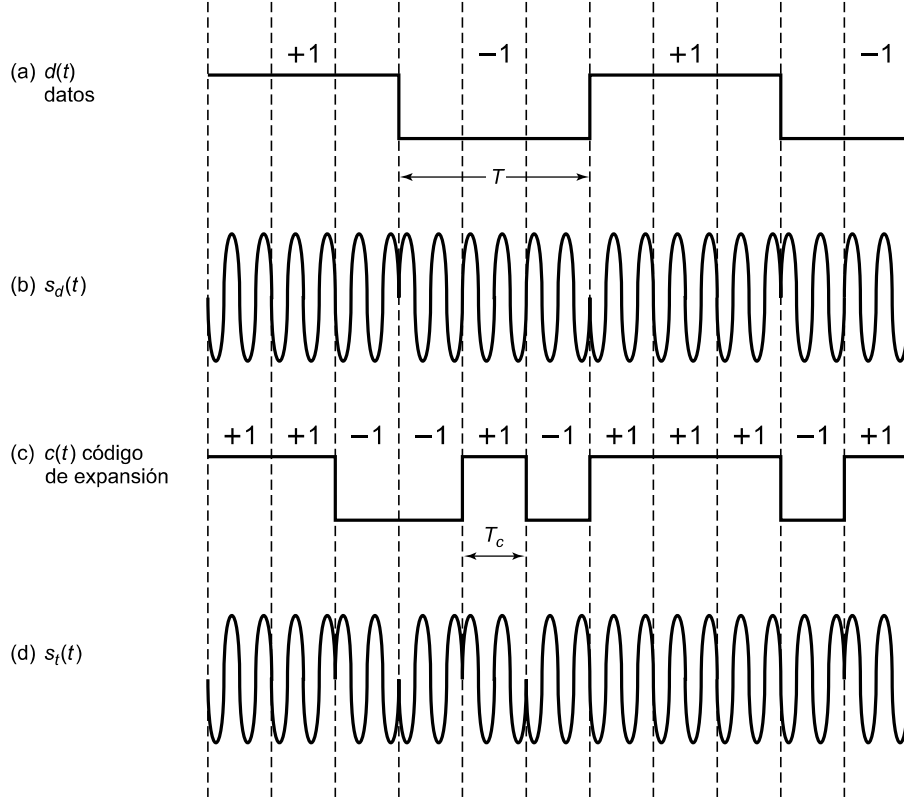 +1 −1 +1 −1
(a) d(t)
datos
T
(b) s_d(t)
+1 +1 −1 −1 +1 −1 +1 +1 +1 −1 +1
(c) c(t) código
de expansión
T_c
(d) s_t(t)